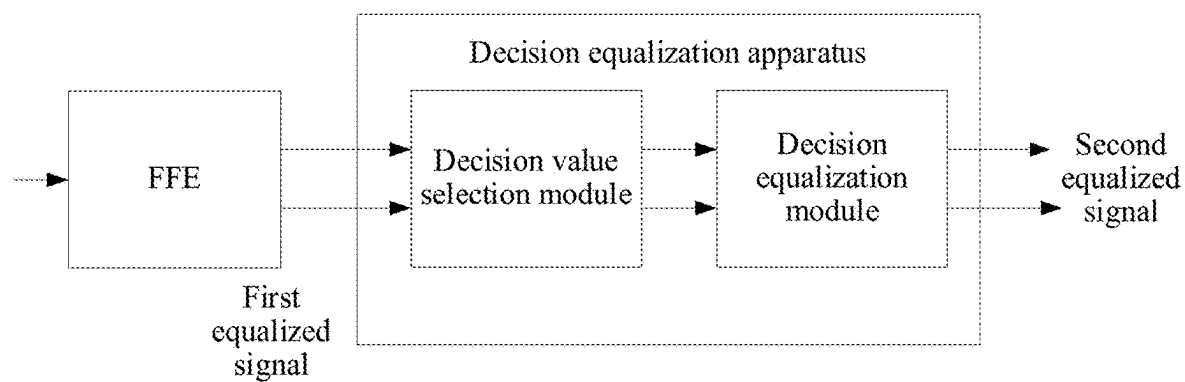 Decision equalization apparatus
FFE
Decision value
selection module
Decision
equalization
module
Second
equalized
signal
First
equalized
signal